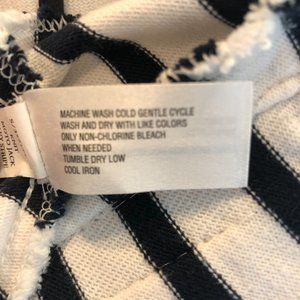 MACHINE WASH COLD GENTLE CYCLE
WASH AND DRY WITH LIKE COLORS
ONLY NON-CHLORINE BLEACH
WHEN NEEDED
TUMBLE DRY LOW
COOL IRON
JACK